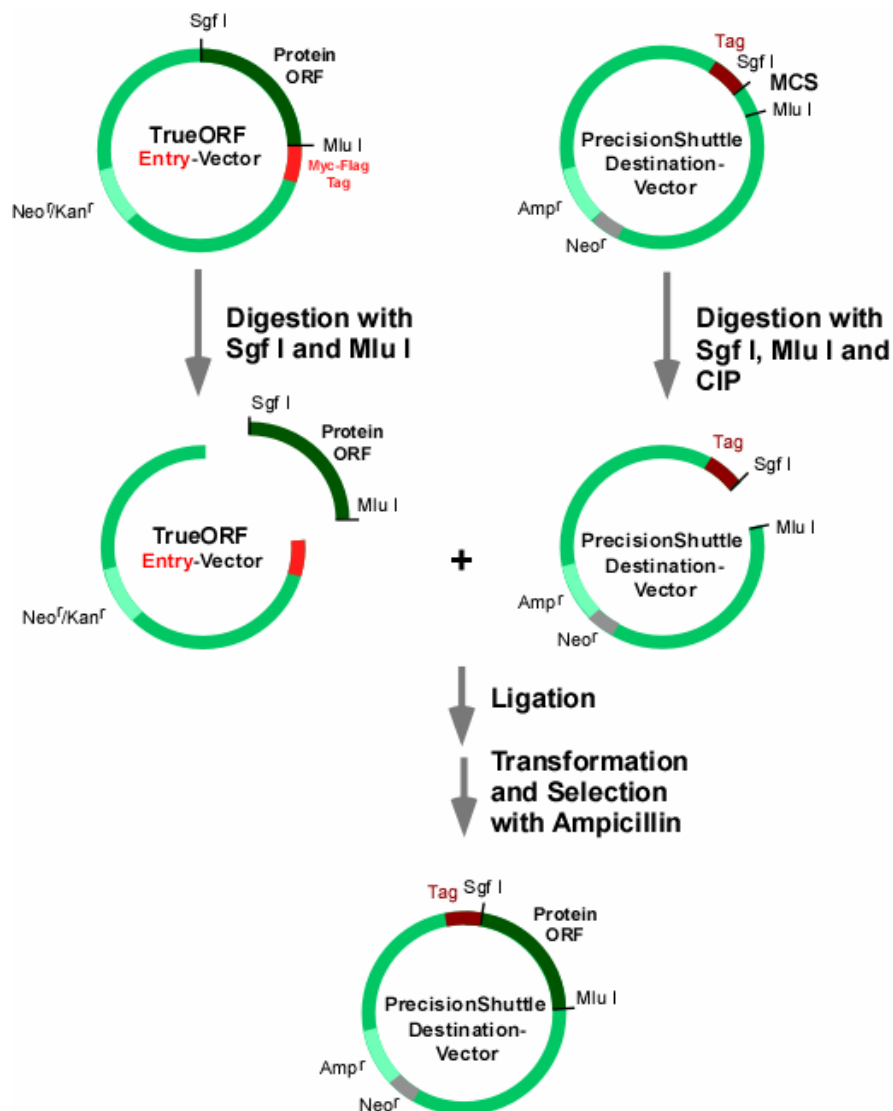 Sgf I
Protein
ORF
TrueORF
Entry-Vector
Mlu I
Myc-Flag
Tag
Neoʳ/Kanʳ
Tag
Sgf I
MCS
Mlu I
PrecisionShuttle
Destination-
Vector
Ampʳ
Neoʳ
Digestion with
Sgf I and Mlu I
Digestion with
Sgf I, Mlu I and
CIP
Sgf I
Protein
ORF
Mlu I
TrueORF
Entry-Vector
Neoʳ/Kanʳ
+
Tag
Sgf I
Mlu I
PrecisionShuttle
Destination-
Vector
Ampʳ
Neoʳ
Ligation
Transformation
and Selection
with Ampicillin
Tag
Sgf I
Protein
ORF
Mlu I
PrecisionShuttle
Destination-
Vector
Ampʳ
Neoʳ